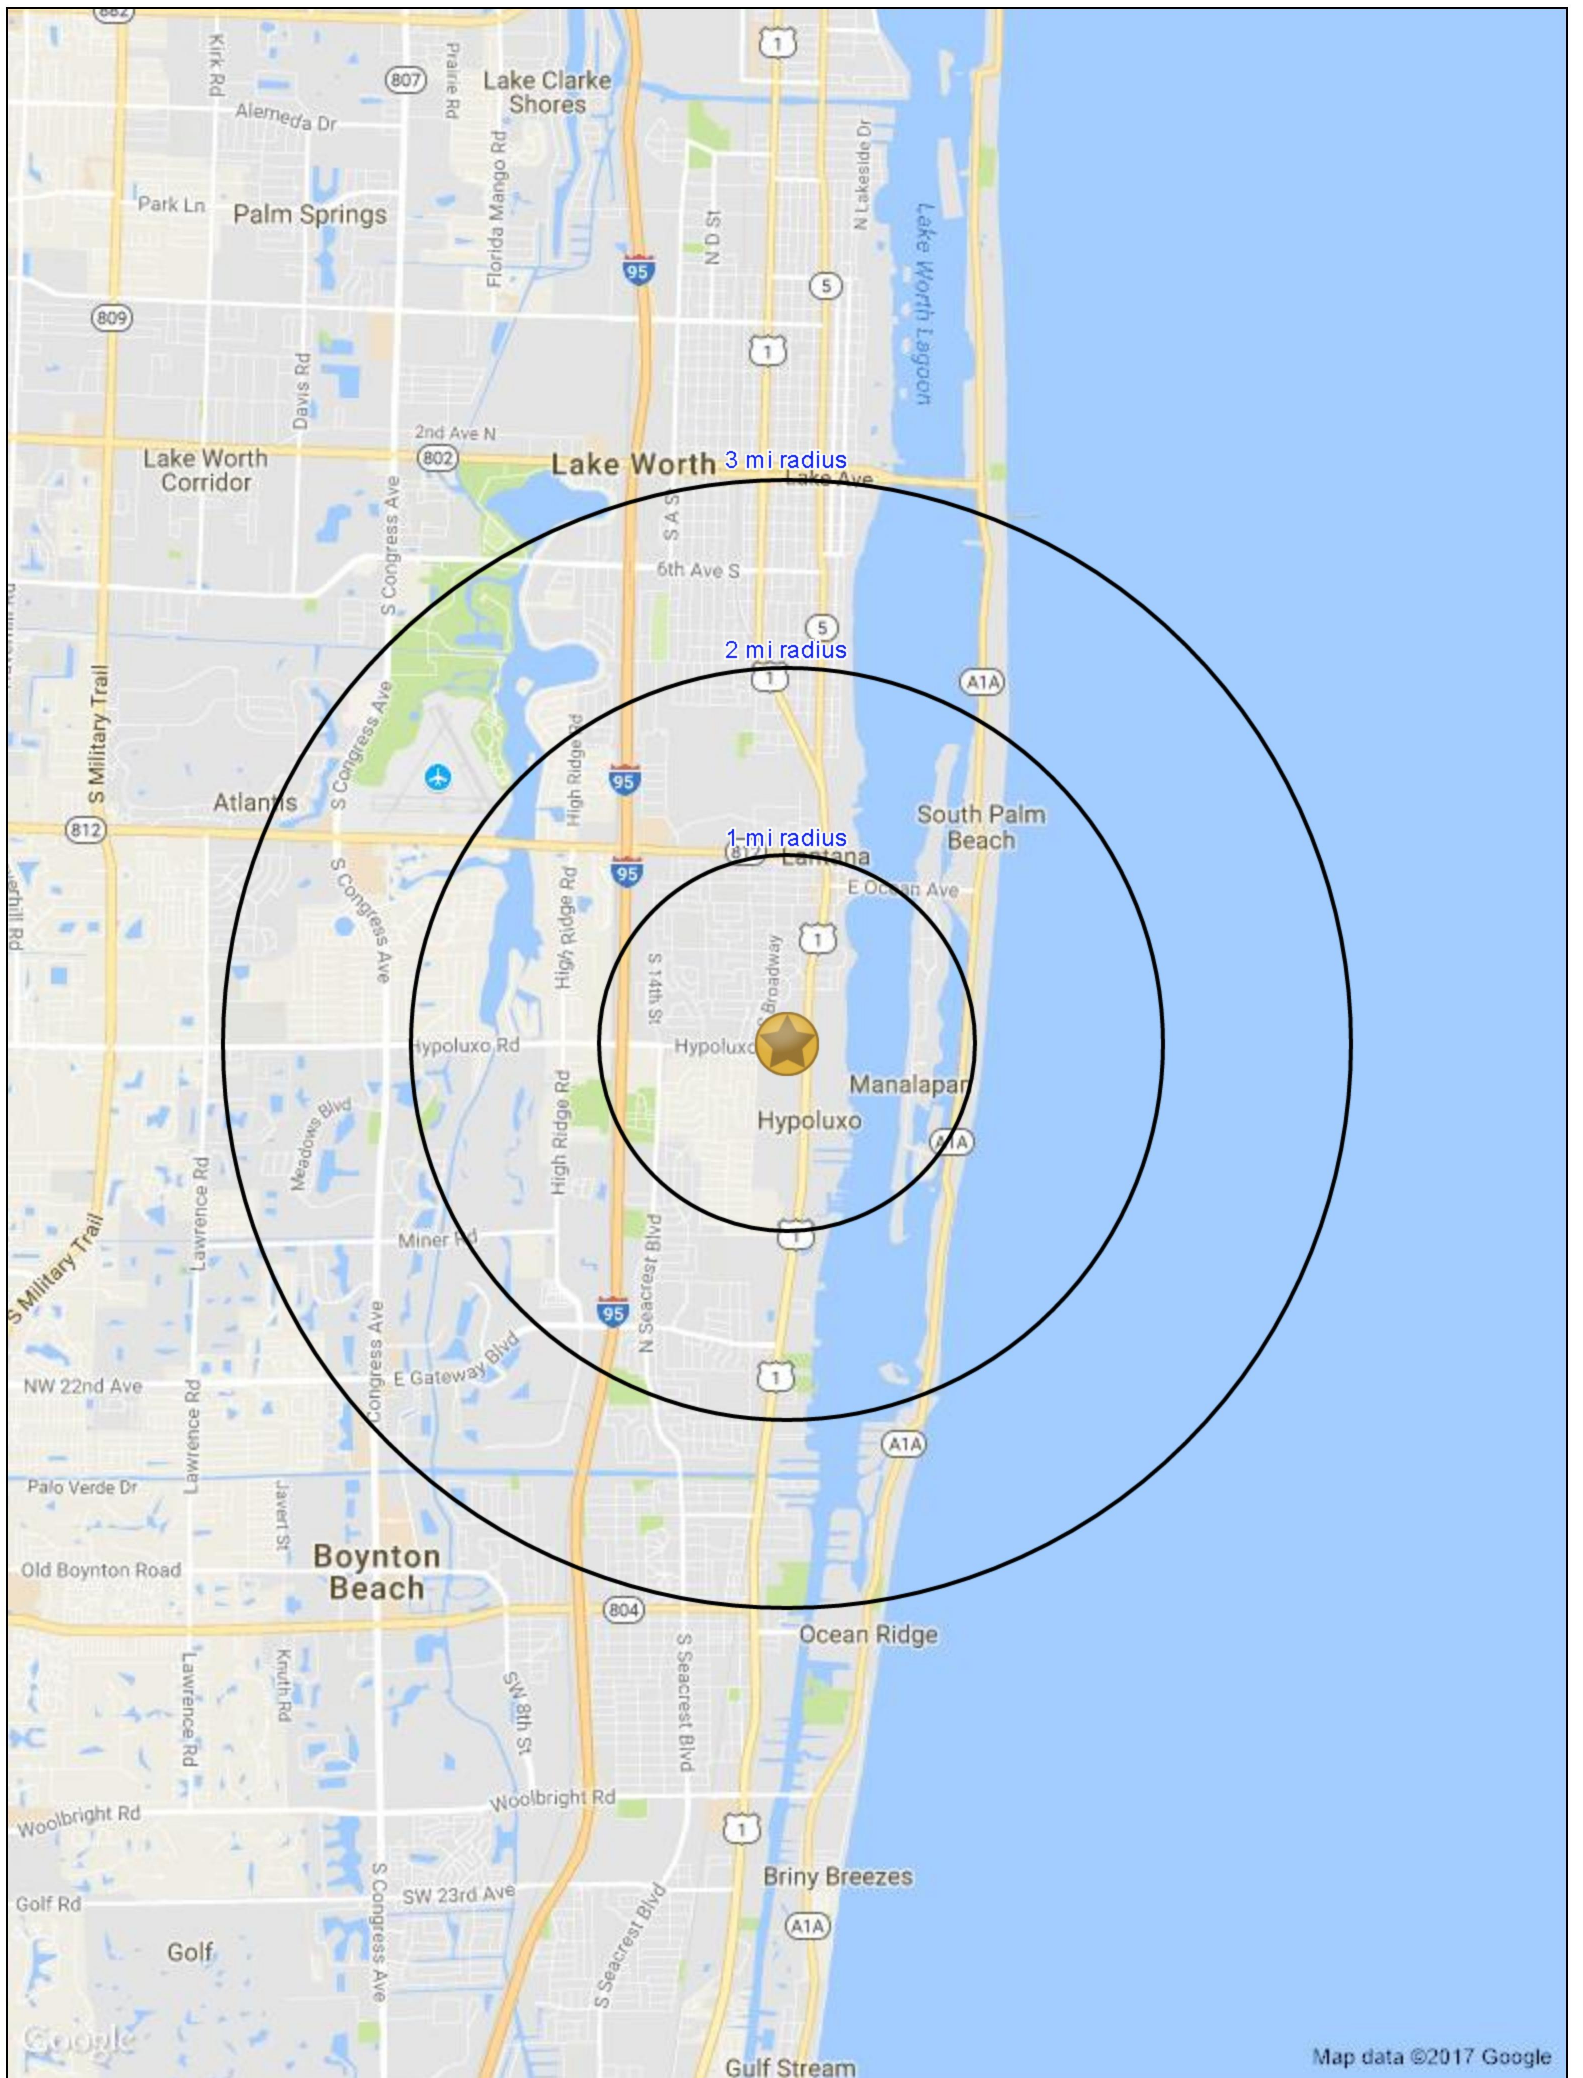 882
1
Kirk Rd
807
Prairie Rd
Lake Clarke
Shores
Alemeda Dr
Florida Mango Rd
N Lakeside Dr
Park Ln
Palm Springs
N D St
Lake Worth Lagoon
95
5
809
1
Davis Rd
2nd Ave N
802
Lake Worth
Corridor
Lake Worth
3 mi radius
Lake Ave
S Congress Ave
S A St
6th Ave S
5
2 mi radius
1
A1A
S Military Trail
S Congress Ave
High Ridge Rd
95
Atlantis
812
South Palm
Beach
1 mi radius
812
Lantana
95
E Ocean Ave
S Congress Ave
High Ridge Rd
1
S 14th St
S Broadway
Hypoluxo Rd
Hypoluxo
Manalapan
Hypoluxo
Meadows Blvd
High Ridge Rd
A1A
Lawrence Rd
S Military Trail
Miner Rd
1
N Seacrest Blvd
95
Congress Ave
E Gateway Blvd
NW 22nd Ave
1
Lawrence Rd
A1A
Palo Verde Dr
Javert St
Boynton
Beach
Old Boynton Road
804
Ocean Ridge
Lawrence Rd
Knuth Rd
SW 8th St
S Seacrest Blvd
Woolbright Rd
Woolbright Rd
1
Briny Breezes
S Congress Ave
SW 23rd Ave
Golf Rd
S Seacrest Blvd
A1A
Golf
Google
Map data ©2017 Google
Gulf Stream